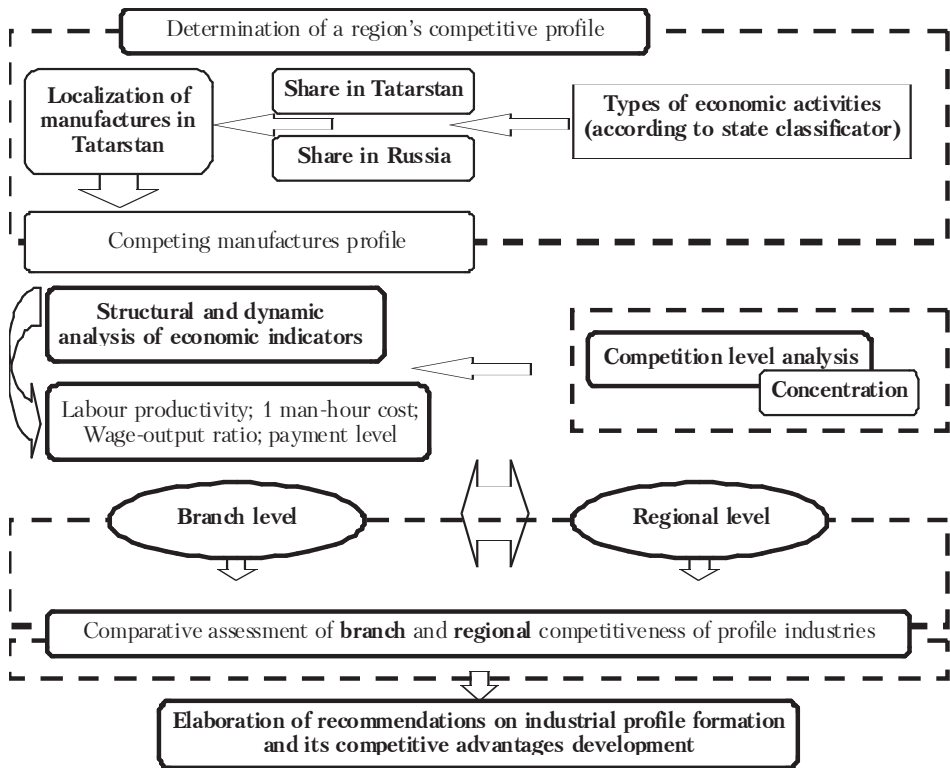 Determination of a region's competitive profile
Localization of
manufactures in
Tatarstan
Share in Tatarstan
Share in Russia
Types of economic activities
(according to state classificator)
Competing manufactures profile
Structural and dynamic
analysis of economic indicators
Labour productivity; 1 man-hour cost;
Wage-output ratio; payment level
Competition level analysis
Concentration
Branch level
Regional level
Comparative assessment of branch and regional competitiveness of profile industries
Elaboration of recommendations on industrial profile formation
and its competitive advantages development